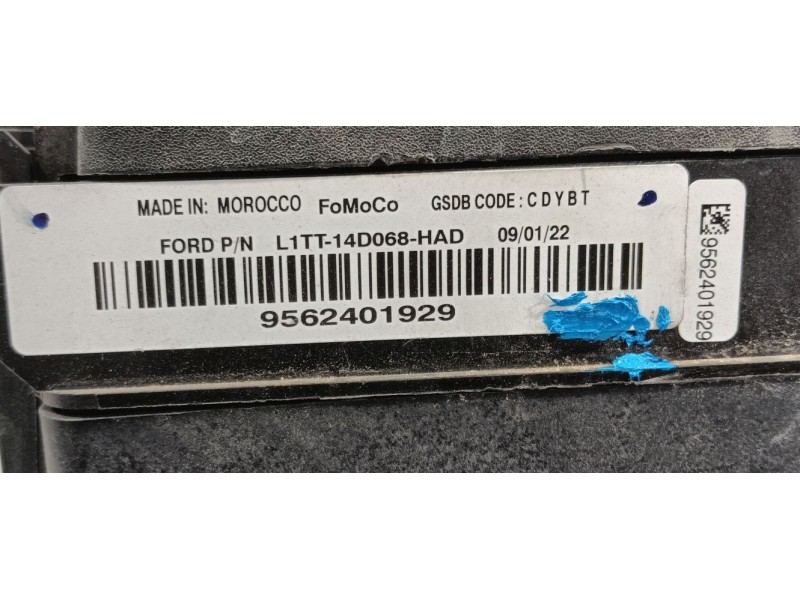 MADE IN: MOROCCO FoMoCo GSDB CODE: C D Y B T
FORD P/N L1TT-14D068-HAD 09/01/22
9562401929
9562401929